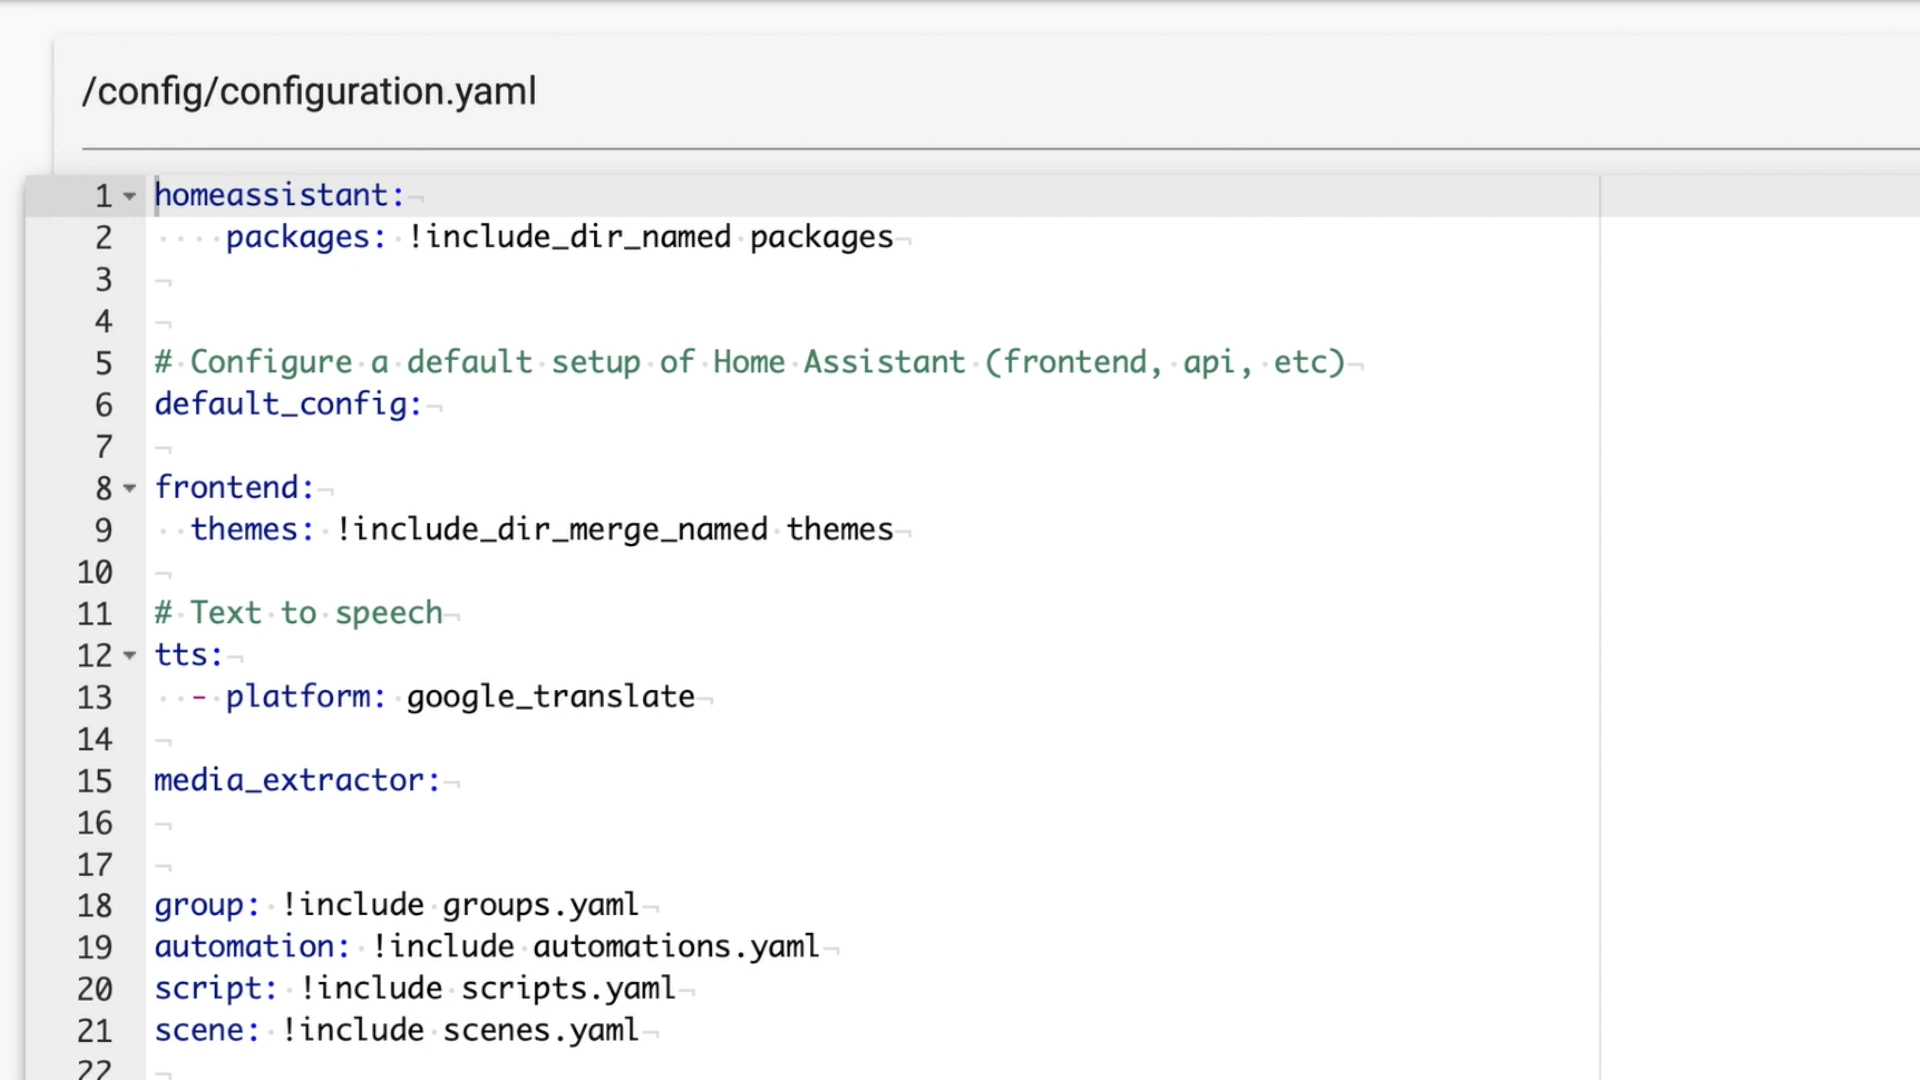 /config/configuration.yaml
1 homeassistant:
2     packages: !include_dir_named packages
3
4
5 # Configure a default setup of Home Assistant (frontend, api, etc)
6 default_config:
7
8 frontend:
9   themes: !include_dir_merge_named themes
10
11 # Text to speech
12 tts:
13   - platform: google_translate
14
15 media_extractor:
16
17
18 group: !include groups.yaml
19 automation: !include automations.yaml
20 script: !include scripts.yaml
21 scene: !include scenes.yaml
22